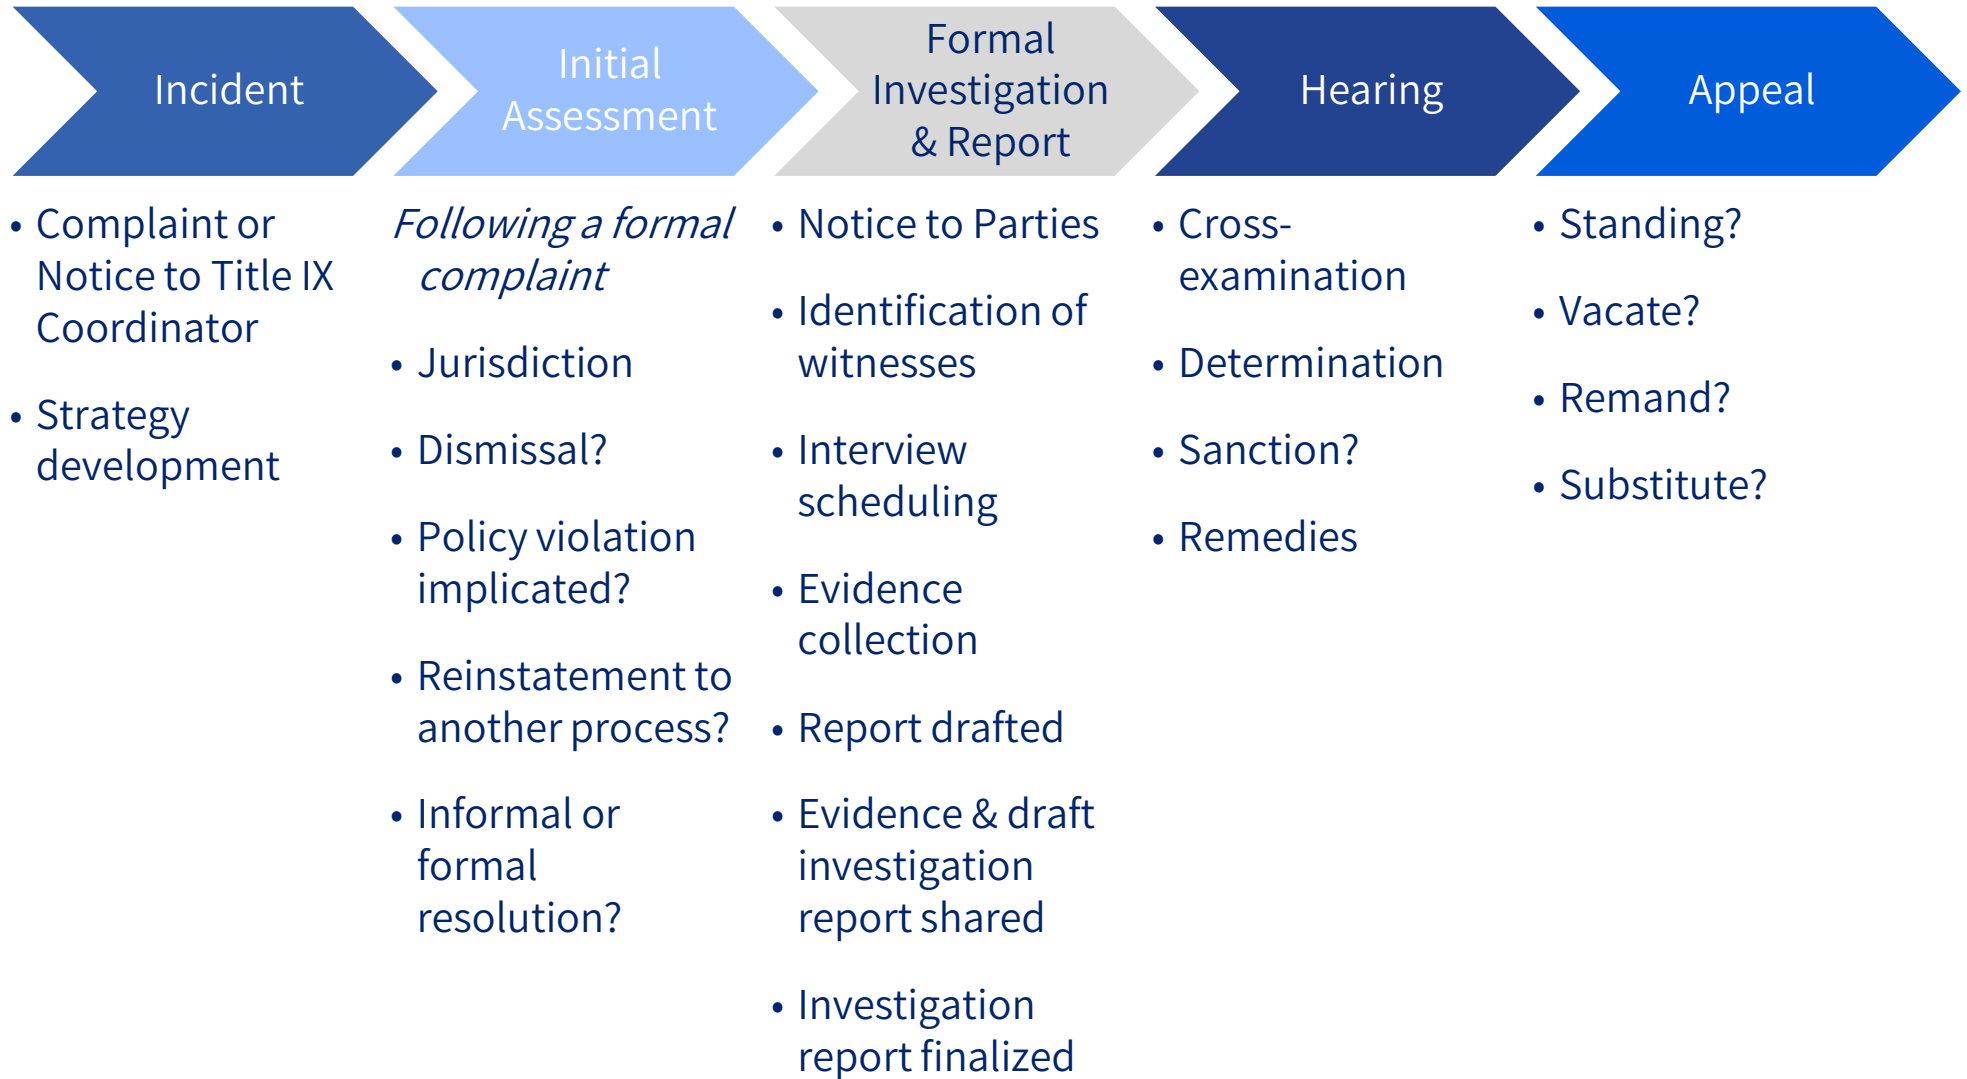 Incident
• Complaint or
Notice to Title IX
Coordinator
• Strategy
development
Initial
Assessment
Following a formal
complaint
• Jurisdiction
• Dismissal?
• Policy violation
implicated?
• Reinstatement to
another process?
• Informal or
formal
resolution?
Formal
Investigation
& Report
• Notice to Parties
• Identification of
witnesses
• Interview
scheduling
• Evidence
collection
• Report drafted
• Evidence & draft
investigation
report shared
• Investigation
report finalized
Hearing
• Cross-
examination
• Determination
• Sanction?
• Remedies
Appeal
• Standing?
• Vacate?
• Remand?
• Substitute?